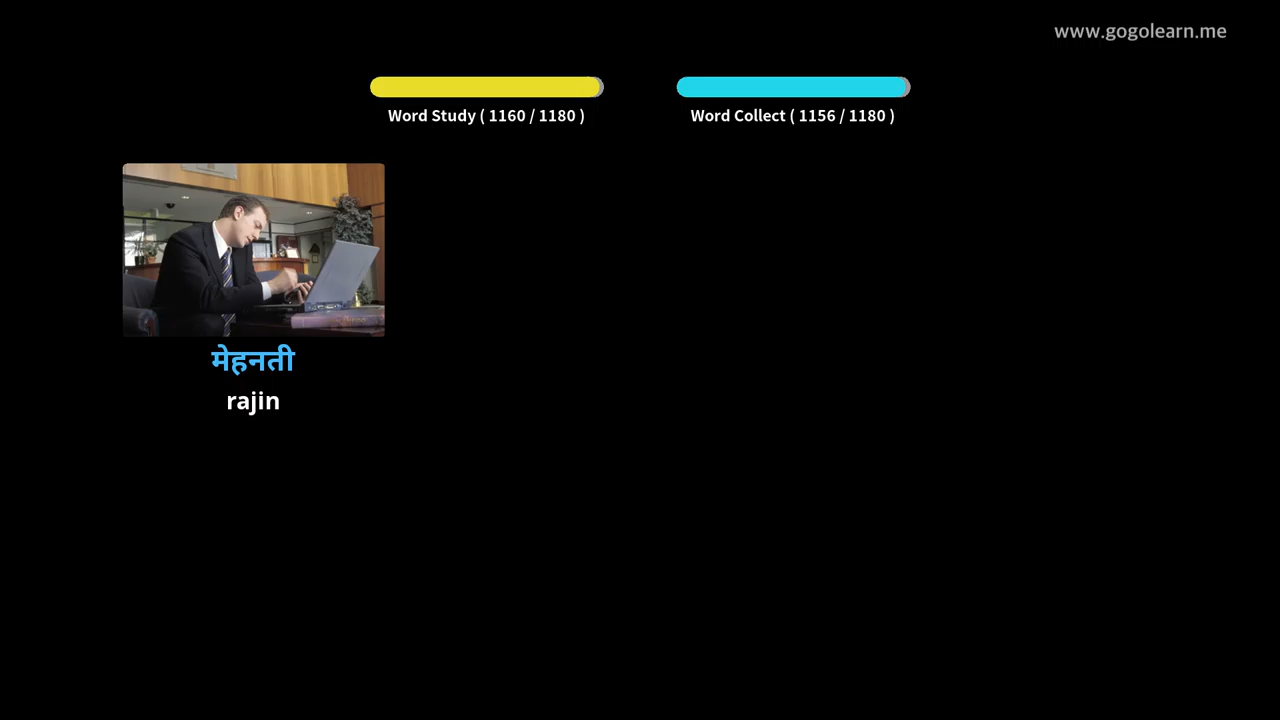 www.gogolearn.me
Word Study ( 1160 / 1180 )
Word Collect ( 1156 / 1180 )
मेहनती
rajin